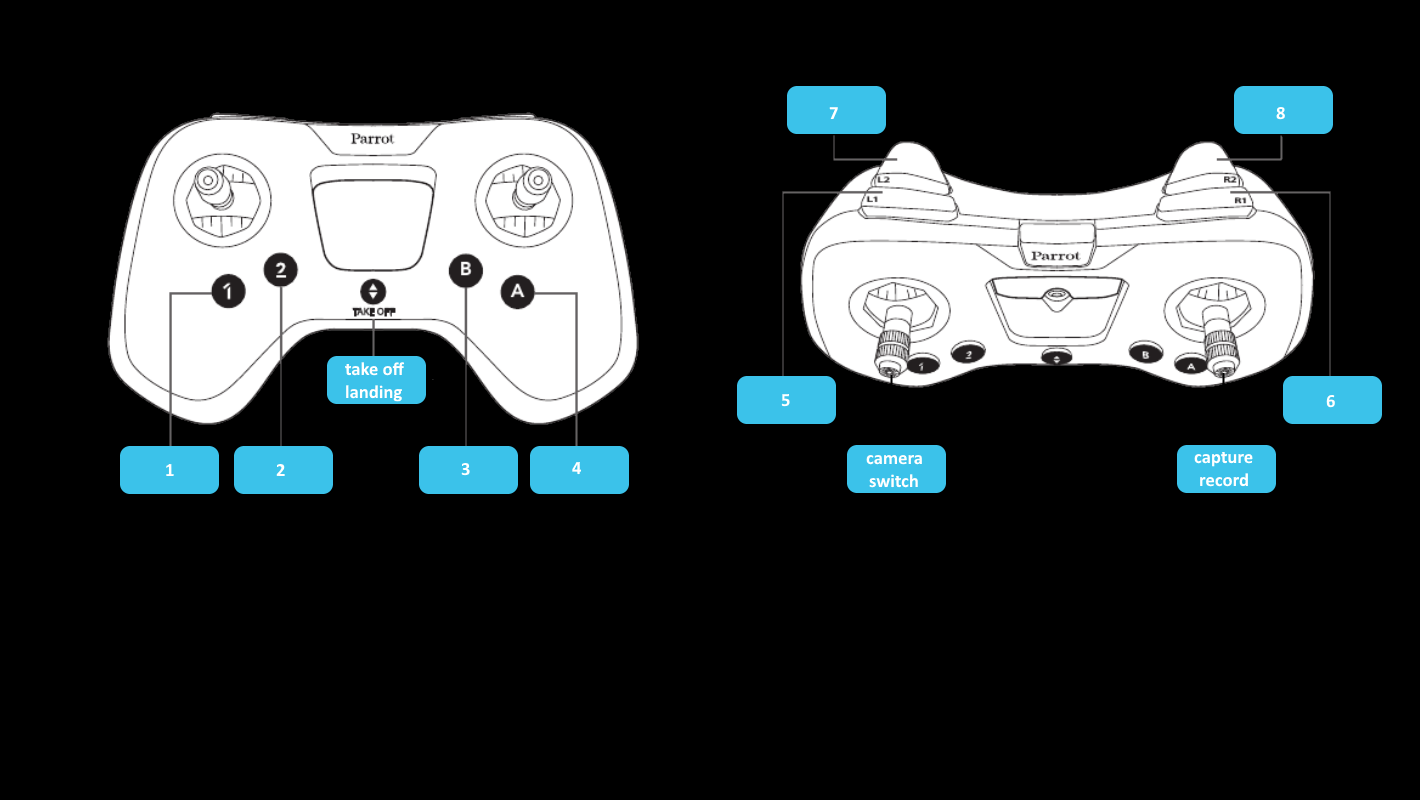 Parrot
1
2
B
A
TAKE OFF
take off
landing
1
2
3
4
7
8
L2
R2
L1
R1
Parrot
1
2
B
A
5
6
camera
switch
capture
record